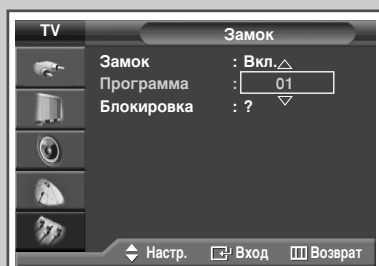 TV
Замок
Замок : Вкл.
Программа : 01
Блокировка : ?
Настр. Вход Возврат